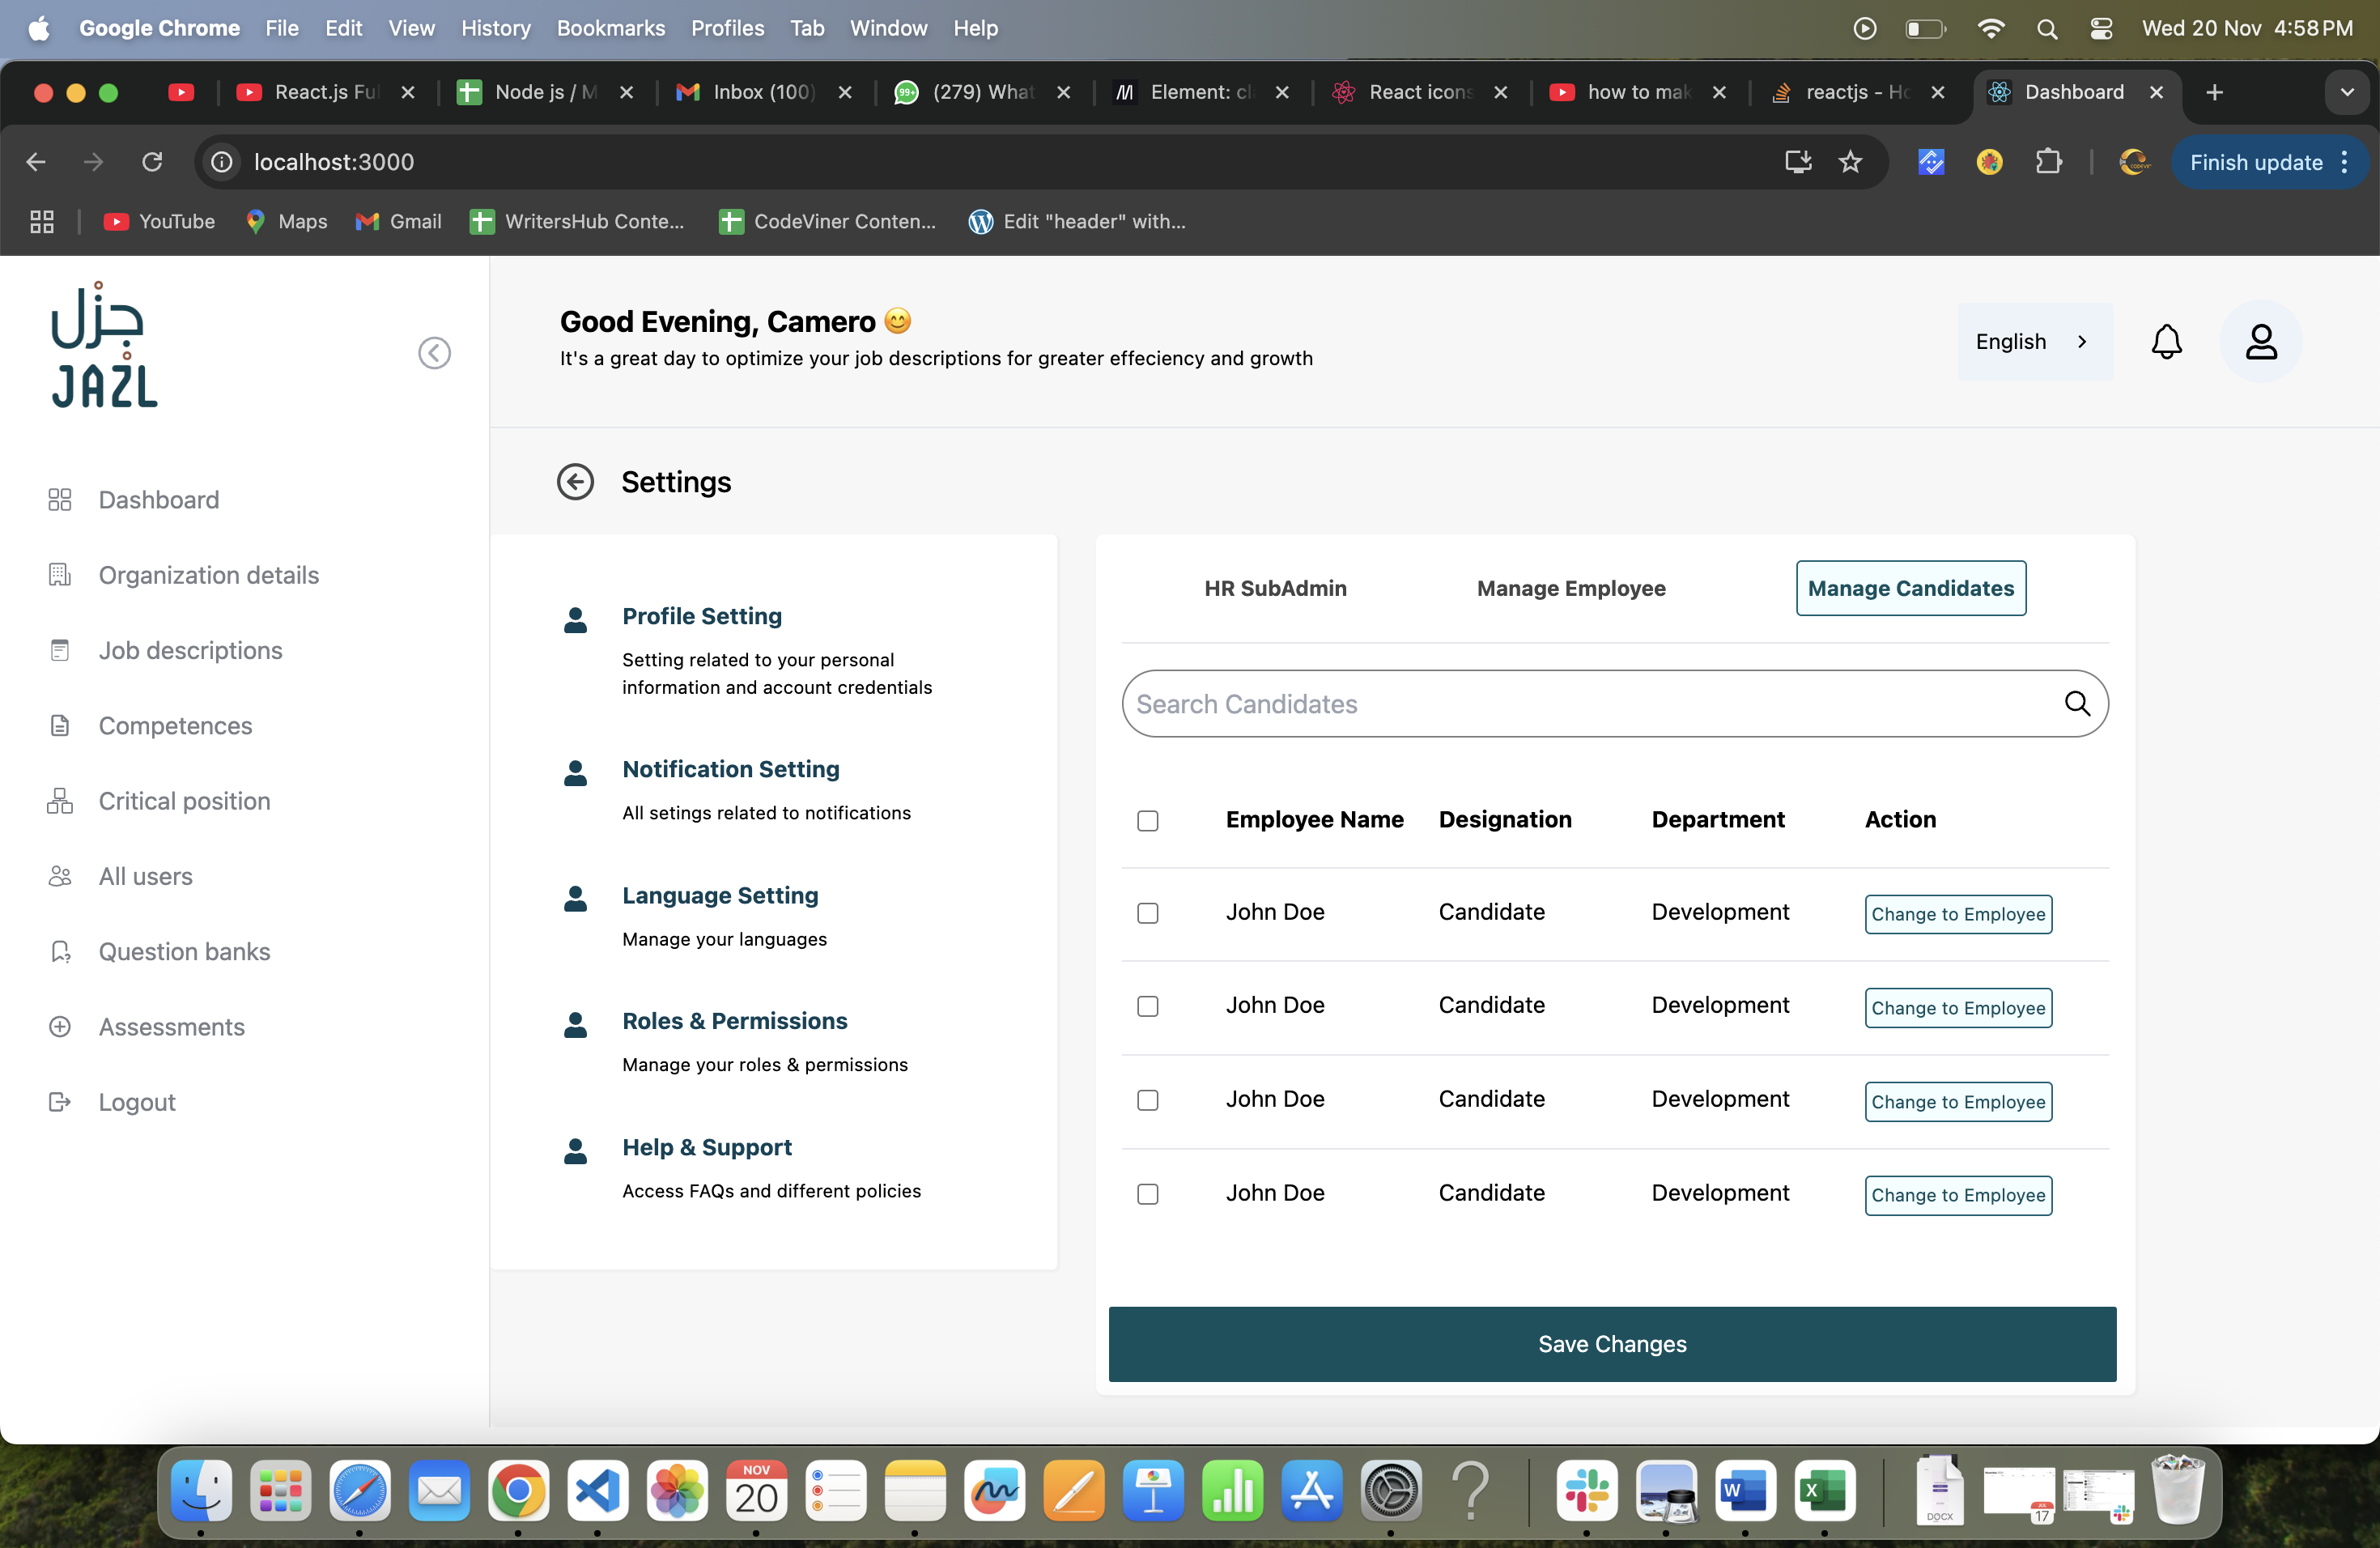 Google Chrome File Edit View History Bookmarks Profiles Tab Window Help Wed 20 Nov 4:58 PM
React.js Ful Node js / M Inbox (100) 99+ (279) What Element: cl React icons how to mak reactjs - Ho Dashboard
localhost:3000 Finish update
YouTube Maps Gmail WritersHub Conte... CodeViner Conten... Edit "header" with...
جزل
JAZL
Good Evening, Camero 😊
It's a great day to optimize your job descriptions for greater effeciency and growth
English
Dashboard
Organization details
Job descriptions
Competences
Critical position
All users
Question banks
Assessments
Logout
Settings
Profile Setting
Setting related to your personal
information and account credentials
Notification Setting
All setings related to notifications
Language Setting
Manage your languages
Roles & Permissions
Manage your roles & permissions
Help & Support
Access FAQs and different policies
HR SubAdmin Manage Employee Manage Candidates
Search Candidates
Employee Name Designation Department Action
John Doe Candidate Development Change to Employee
John Doe Candidate Development Change to Employee
John Doe Candidate Development Change to Employee
John Doe Candidate Development Change to Employee
Save Changes
NOV
20
W
X
DOCX
17